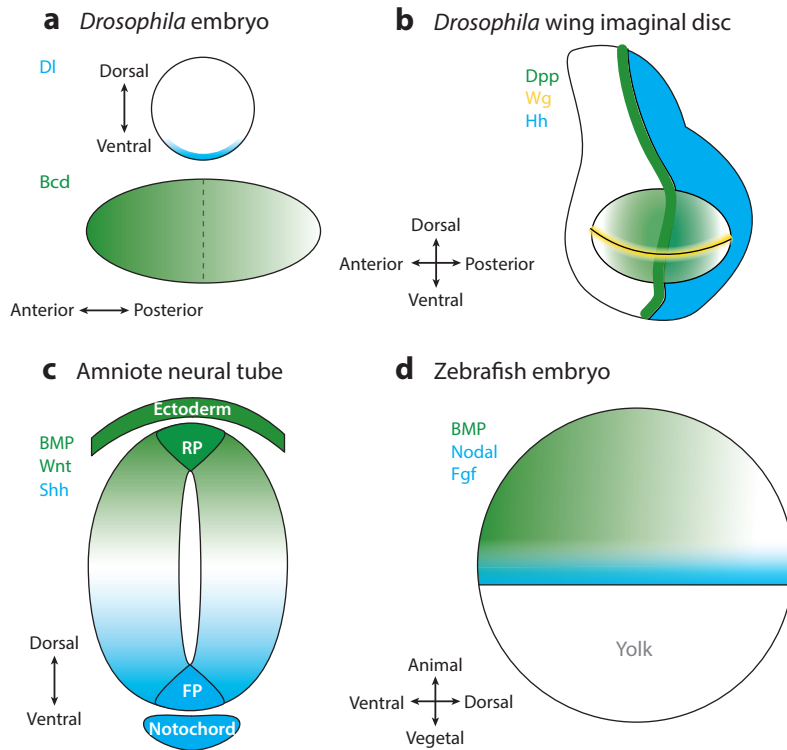 a Drosophila embryo
Dl
Dorsal
Ventral
Bcd
Anterior Posterior
b Drosophila wing imaginal disc
Dpp
Wg
Hh
Dorsal
Anterior Posterior
Ventral
c Amniote neural tube
Ectoderm
BMP
Wnt
Shh
RP
Dorsal
Ventral
FP
Notochord
d Zebrafish embryo
BMP
Nodal
Fgf
Yolk
Animal
Ventral Dorsal
Vegetal